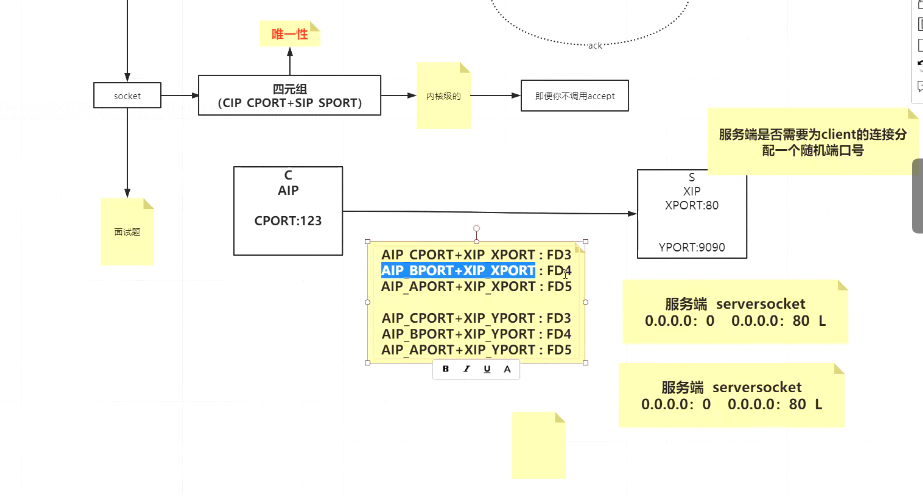 唯一性
ack
socket
四元组
（CIP CPORT+SIP SPORT）
内核级的
即便你不调用accept
服务端是否需要为client的连接分
配一个随机端口号
面试题
C
AIP
CPORT:123
S
XIP
XPORT:80
YPORT:9090
AIP_CPORT+XIP_XPORT : FD3
AIP_BPORT+XIP_XPORT : FD4
AIP_APORT+XIP_XPORT : FD5
AIP_CPORT+XIP_YPORT : FD3
AIP_BPORT+XIP_YPORT : FD4
AIP_APORT+XIP_YPORT : FD5
服务端 serversocket
0.0.0.0：0 0.0.0.0：80 L
服务端 serversocket
0.0.0.0：0 0.0.0.0：80 L
B I U A